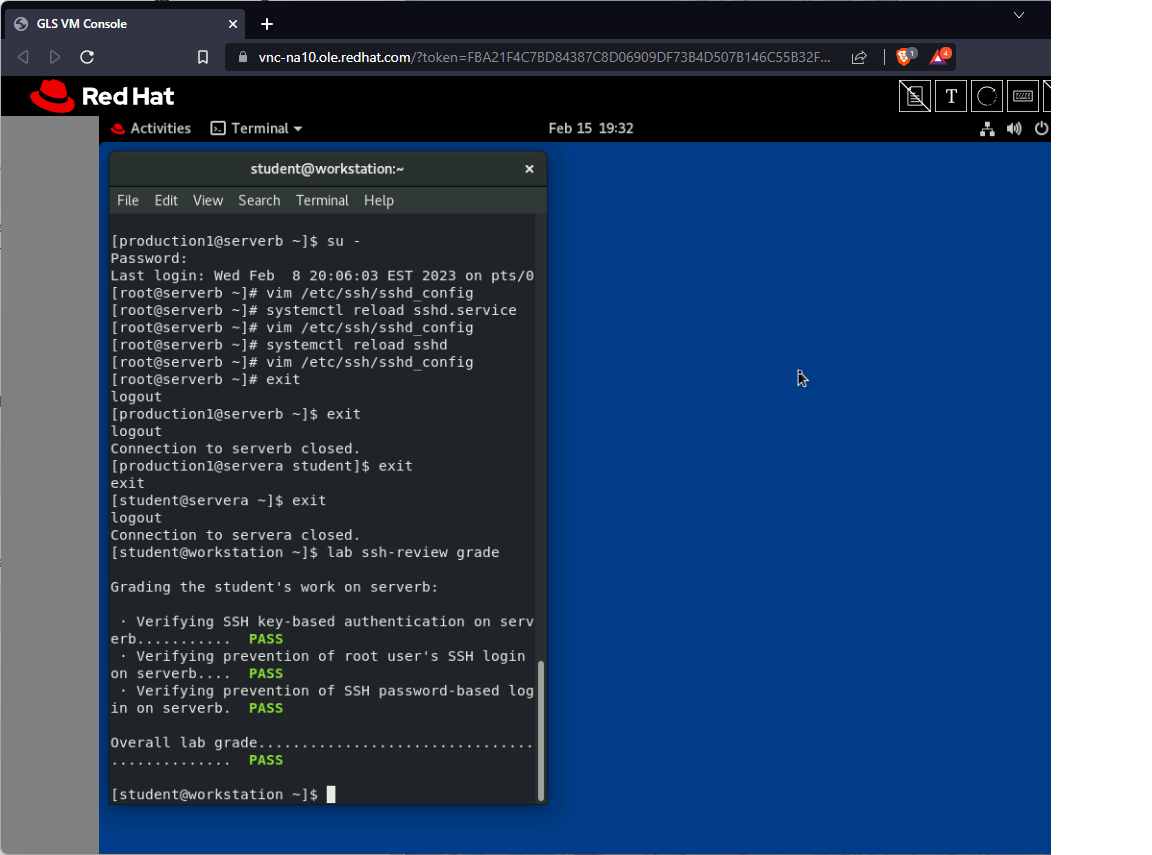 GLS VM Console
vnc-na10.ole.redhat.com/?token=FBA21F4C7BD84387C8D06909DF73B4D507B146C55B32F...
1
4
Red Hat
T
Activities
Terminal
Feb 15 19:32
student@workstation:~
File Edit View Search Terminal Help
[production1@serverb ~]$ su -
Password:
Last login: Wed Feb  8 20:06:03 EST 2023 on pts/0
[root@serverb ~]# vim /etc/ssh/sshd_config
[root@serverb ~]# systemctl reload sshd.service
[root@serverb ~]# vim /etc/ssh/sshd_config
[root@serverb ~]# systemctl reload sshd
[root@serverb ~]# vim /etc/ssh/sshd_config
[root@serverb ~]# exit
logout
[production1@serverb ~]$ exit
logout
Connection to serverb closed.
[production1@servera student]$ exit
exit
[student@servera ~]$ exit
logout
Connection to servera closed.
[student@workstation ~]$ lab ssh-review grade
Grading the student's work on serverb:
· Verifying SSH key-based authentication on serv
erb...........  PASS
· Verifying prevention of root user's SSH login
on serverb....  PASS
· Verifying prevention of SSH password-based log
in on serverb.  PASS
Overall lab grade................................
..............  PASS
[student@workstation ~]$